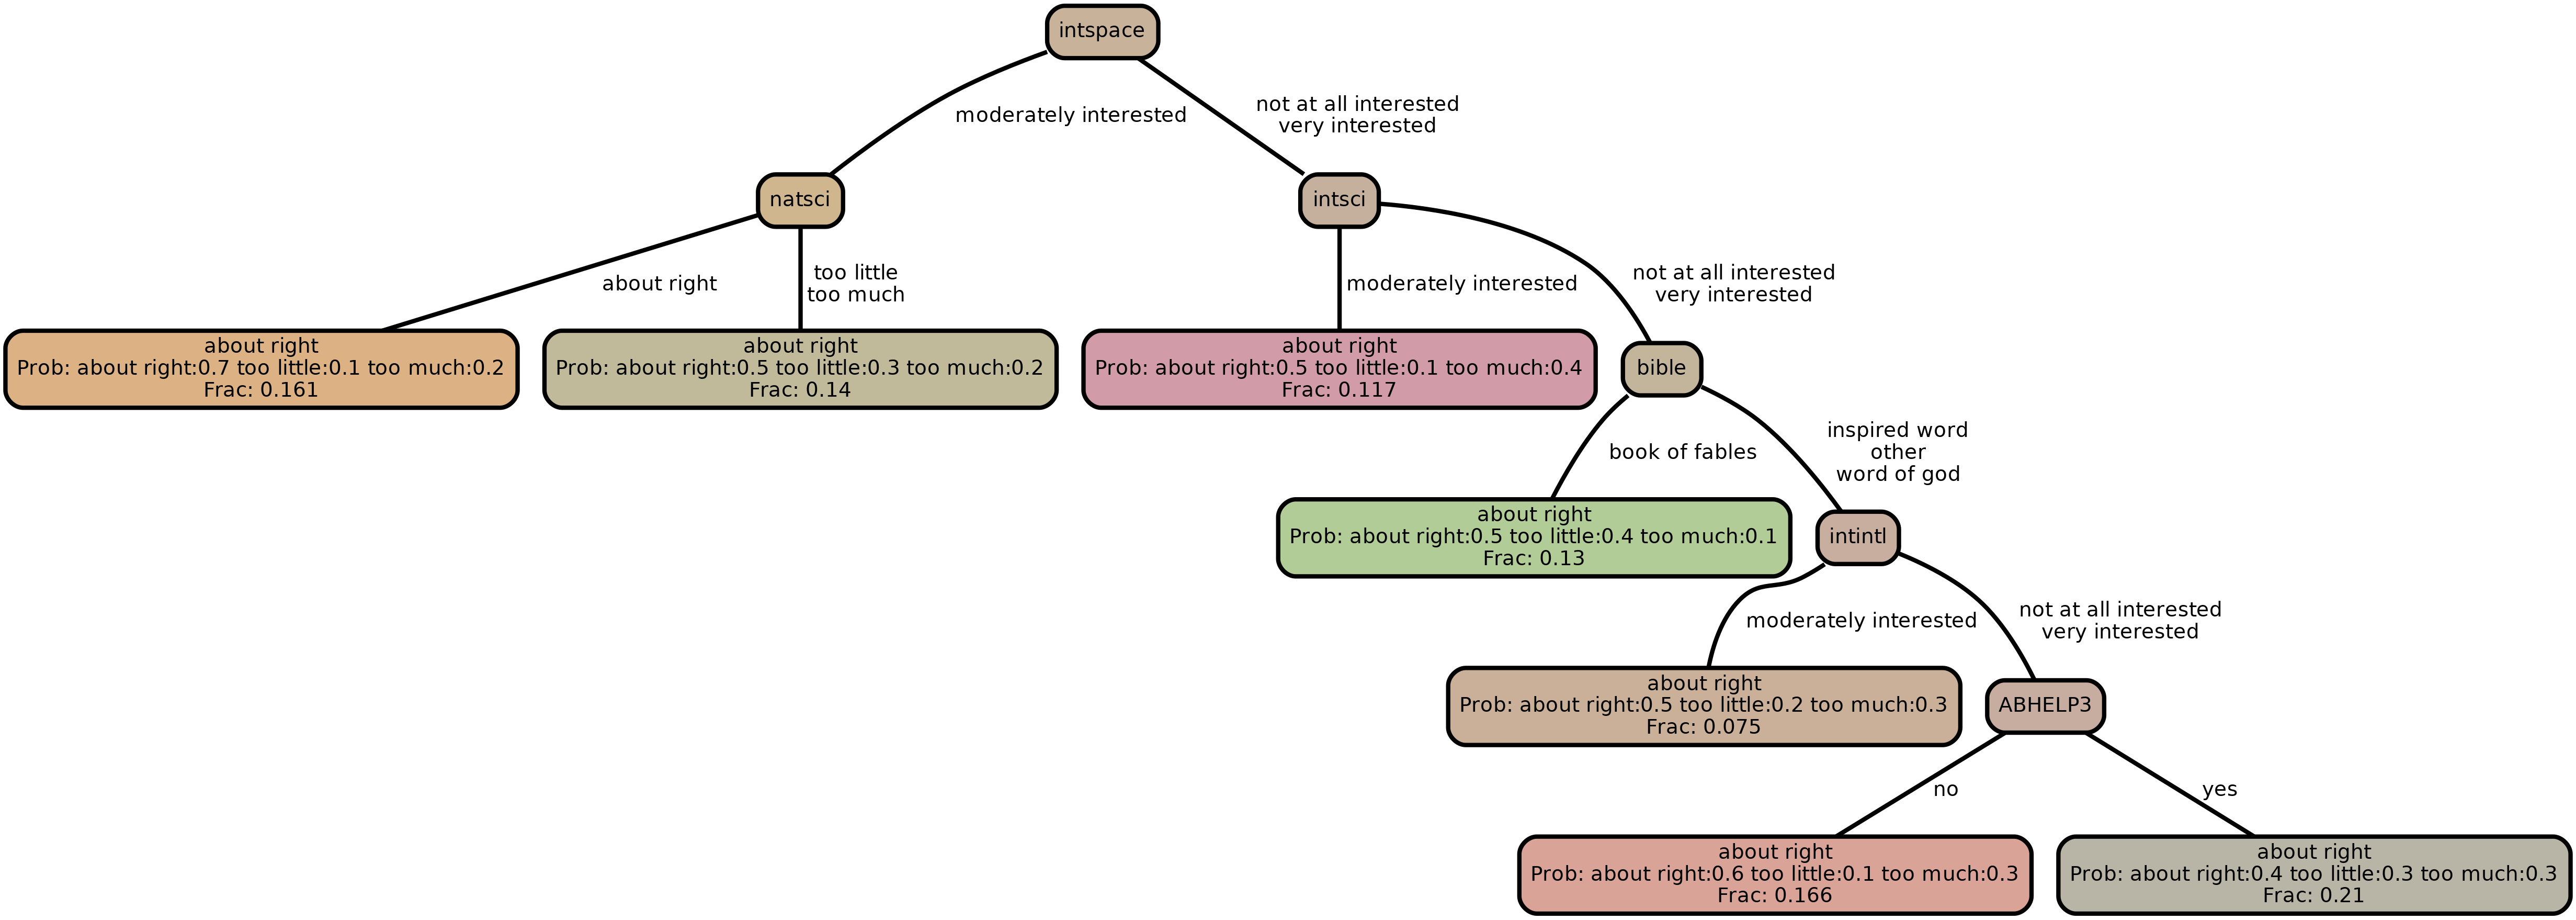 intspace
moderately interested
not at all interested
very interested
natsci
intsci
about right
too little
too much
moderately interested
not at all interested
very interested
about right
Prob: about right:0.7 too little:0.1 too much:0.2
Frac: 0.161
about right
Prob: about right:0.5 too little:0.3 too much:0.2
Frac: 0.14
about right
Prob: about right:0.5 too little:0.1 too much:0.4
Frac: 0.117
bible
book of fables
inspired word
other
word of god
about right
Prob: about right:0.5 too little:0.4 too much:0.1
Frac: 0.13
intintl
moderately interested
not at all interested
very interested
about right
Prob: about right:0.5 too little:0.2 too much:0.3
Frac: 0.075
ABHELP3
no
yes
about right
Prob: about right:0.6 too little:0.1 too much:0.3
Frac: 0.166
about right
Prob: about right:0.4 too little:0.3 too much:0.3
Frac: 0.21